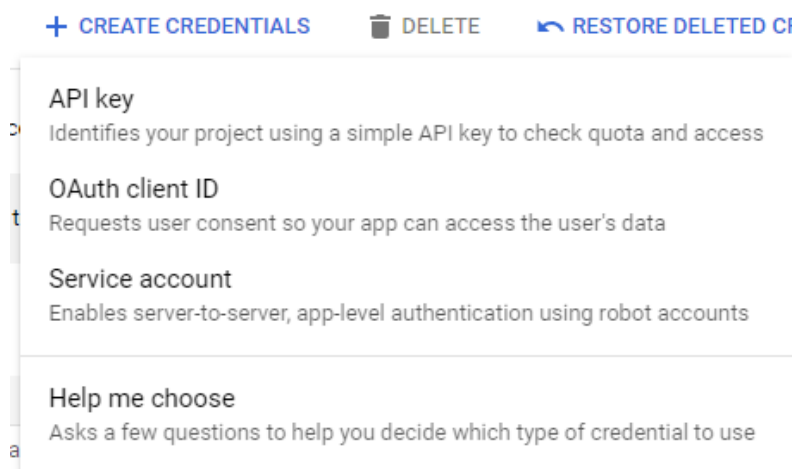 + CREATE CREDENTIALS DELETE RESTORE DELETED
API key
Identifies your project using a simple API key to check quota and access
OAuth client ID
Requests user consent so your app can access the user's data
Service account
Enables server-to-server, app-level authentication using robot accounts
Help me choose
Asks a few questions to help you decide which type of credential to use